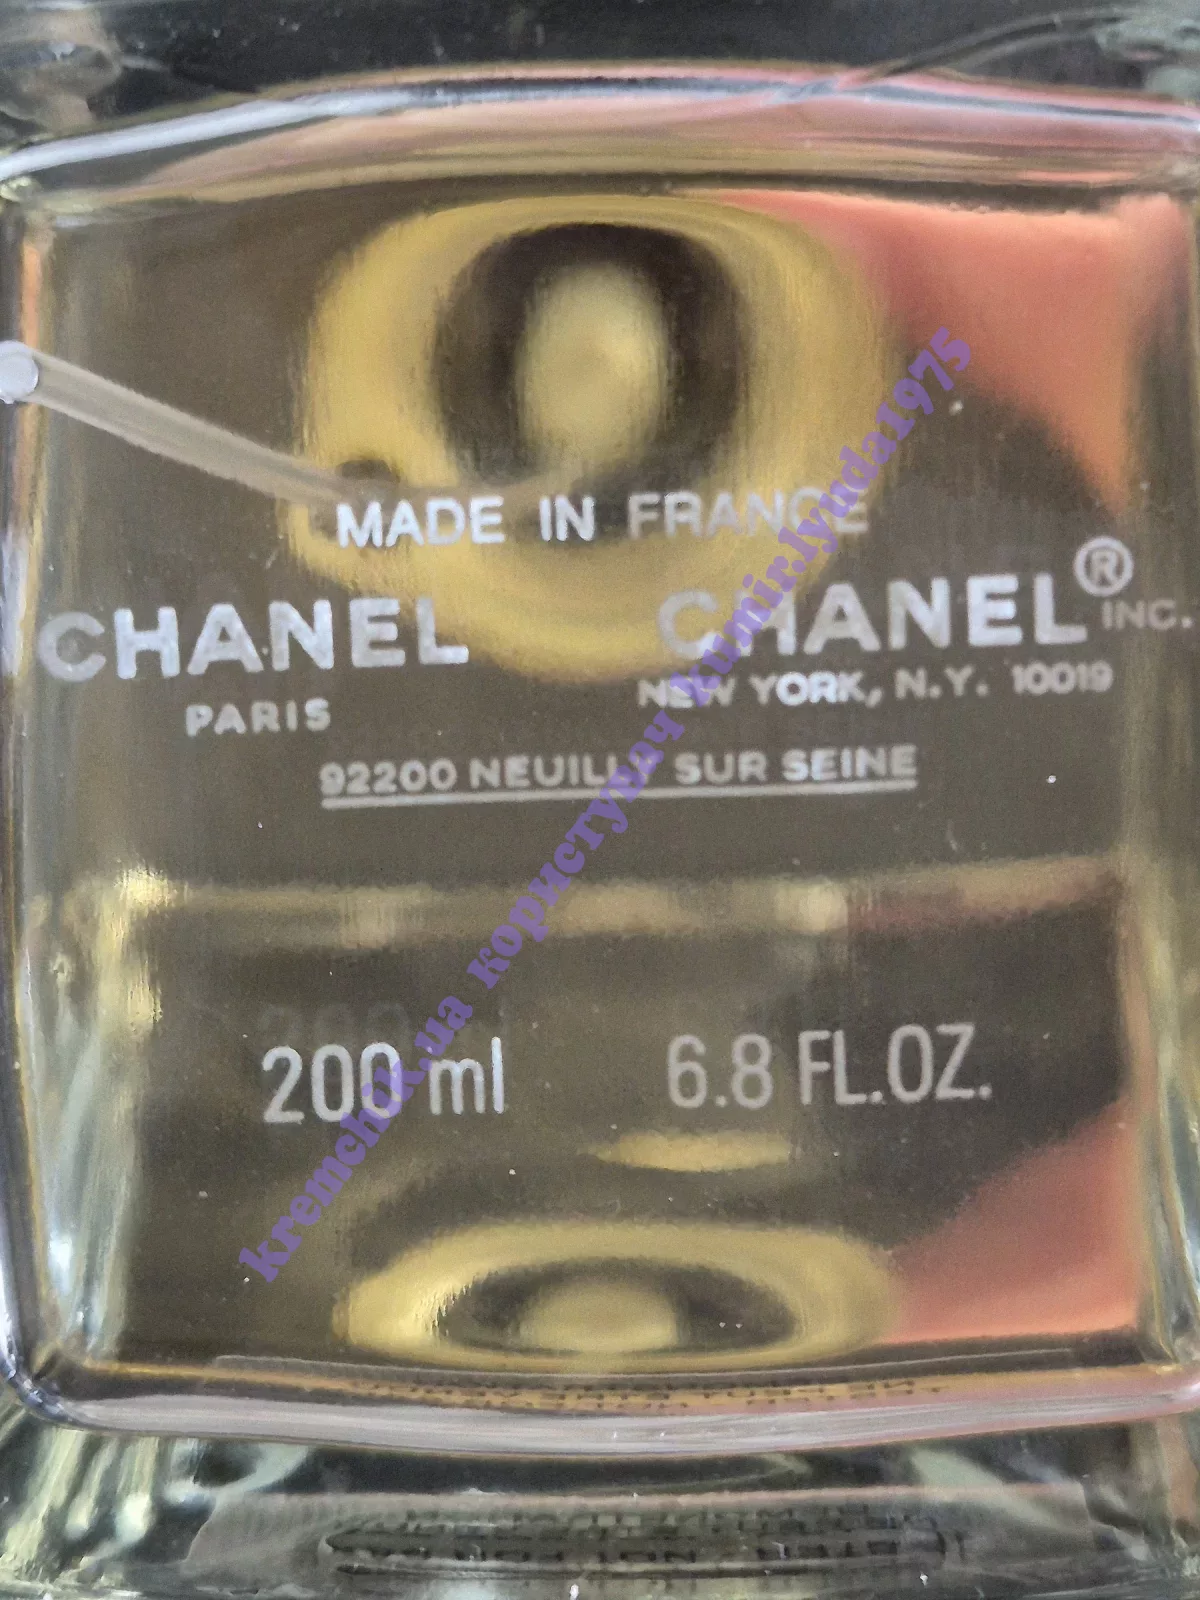 MADE IN FRANCE
CHANEL CHANEL® INC.
PARIS NEW YORK, N.Y. 10019
92200 NEUILLY SUR SEINE
200 ml 6.8 FL.OZ.
kremchik.ua користувач kumir.lyuda1975